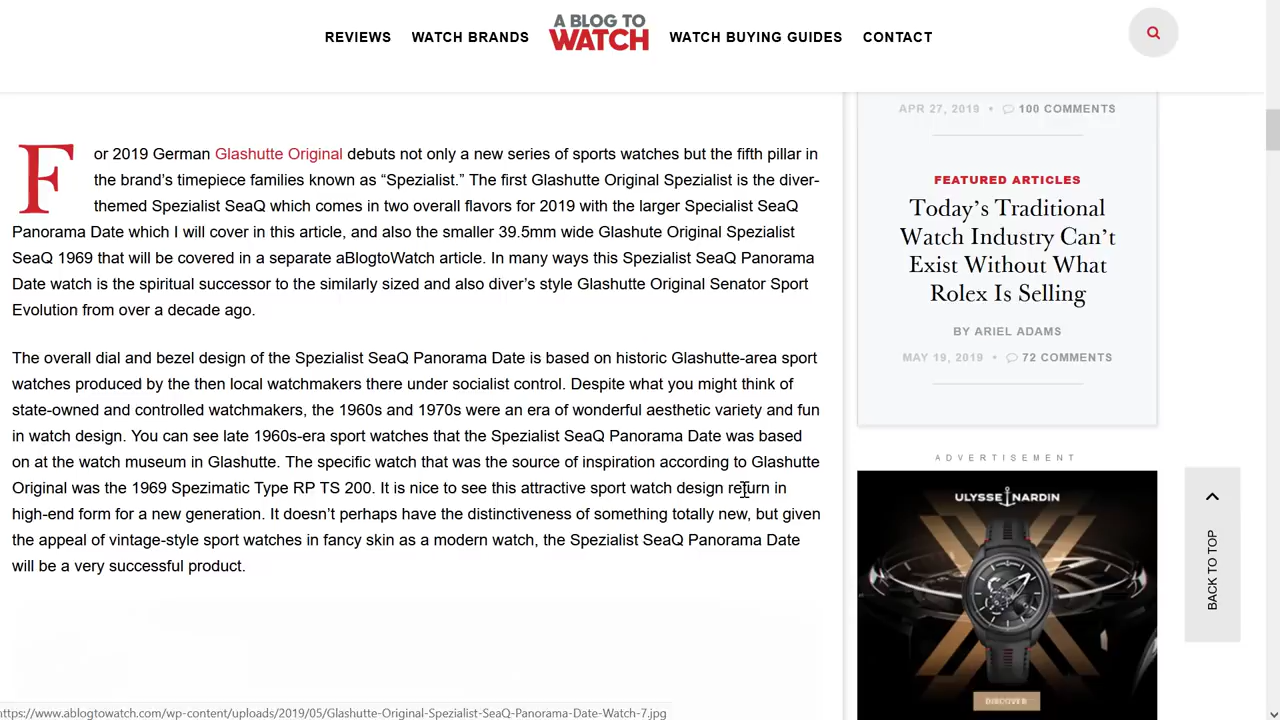 REVIEWS
WATCH BRANDS
A BLOG TO
WATCH
WATCH BUYING GUIDES
CONTACT
For 2019 German Glashutte Original debuts not only a new series of sports watches but the fifth pillar in
the brand’s timepiece families known as “Spezialist.” The first Glashutte Original Spezialist is the diver-
themed Spezialist SeaQ which comes in two overall flavors for 2019 with the larger Specialist SeaQ
Panorama Date which I will cover in this article, and also the smaller 39.5mm wide Glashute Original Spezialist
SeaQ 1969 that will be covered in a separate aBlogtoWatch article. In many ways this Spezialist SeaQ Panorama
Date watch is the spiritual successor to the similarly sized and also diver’s style Glashutte Original Senator Sport
Evolution from over a decade ago.
The overall dial and bezel design of the Spezialist SeaQ Panorama Date is based on historic Glashutte-area sport
watches produced by the then local watchmakers there under socialist control. Despite what you might think of
state-owned and controlled watchmakers, the 1960s and 1970s were an era of wonderful aesthetic variety and fun
in watch design. You can see late 1960s-era sport watches that the Spezialist SeaQ Panorama Date was based
on at the watch museum in Glashutte. The specific watch that was the source of inspiration according to Glashutte
Original was the 1969 Spezimatic Type RP TS 200. It is nice to see this attractive sport watch design return in
high-end form for a new generation. It don’t perhaps have the distinctiveness of something totally new, but given
the appeal of vintage-style sport watches in fancy skin as a modern watch, the Spezialist SeaQ Panorama Date
will be a very successful product.
APR 27, 2019 • 100 COMMENTS
FEATURED ARTICLES
Today’s Traditional
Watch Industry Can’t
Exist Without What
Rolex Is Selling
BY ARIEL ADAMS
MAY 19, 2019 • 72 COMMENTS
ADVERTISEMENT
ULYSSE NARDIN
DISCOVER
BACK TO TOP
https://www.ablogtowatch.com/wp-content/uploads/2019/05/Glashutte-Original-Spezialist-SeaQ-Panorama-Date-Watch-7.jpg